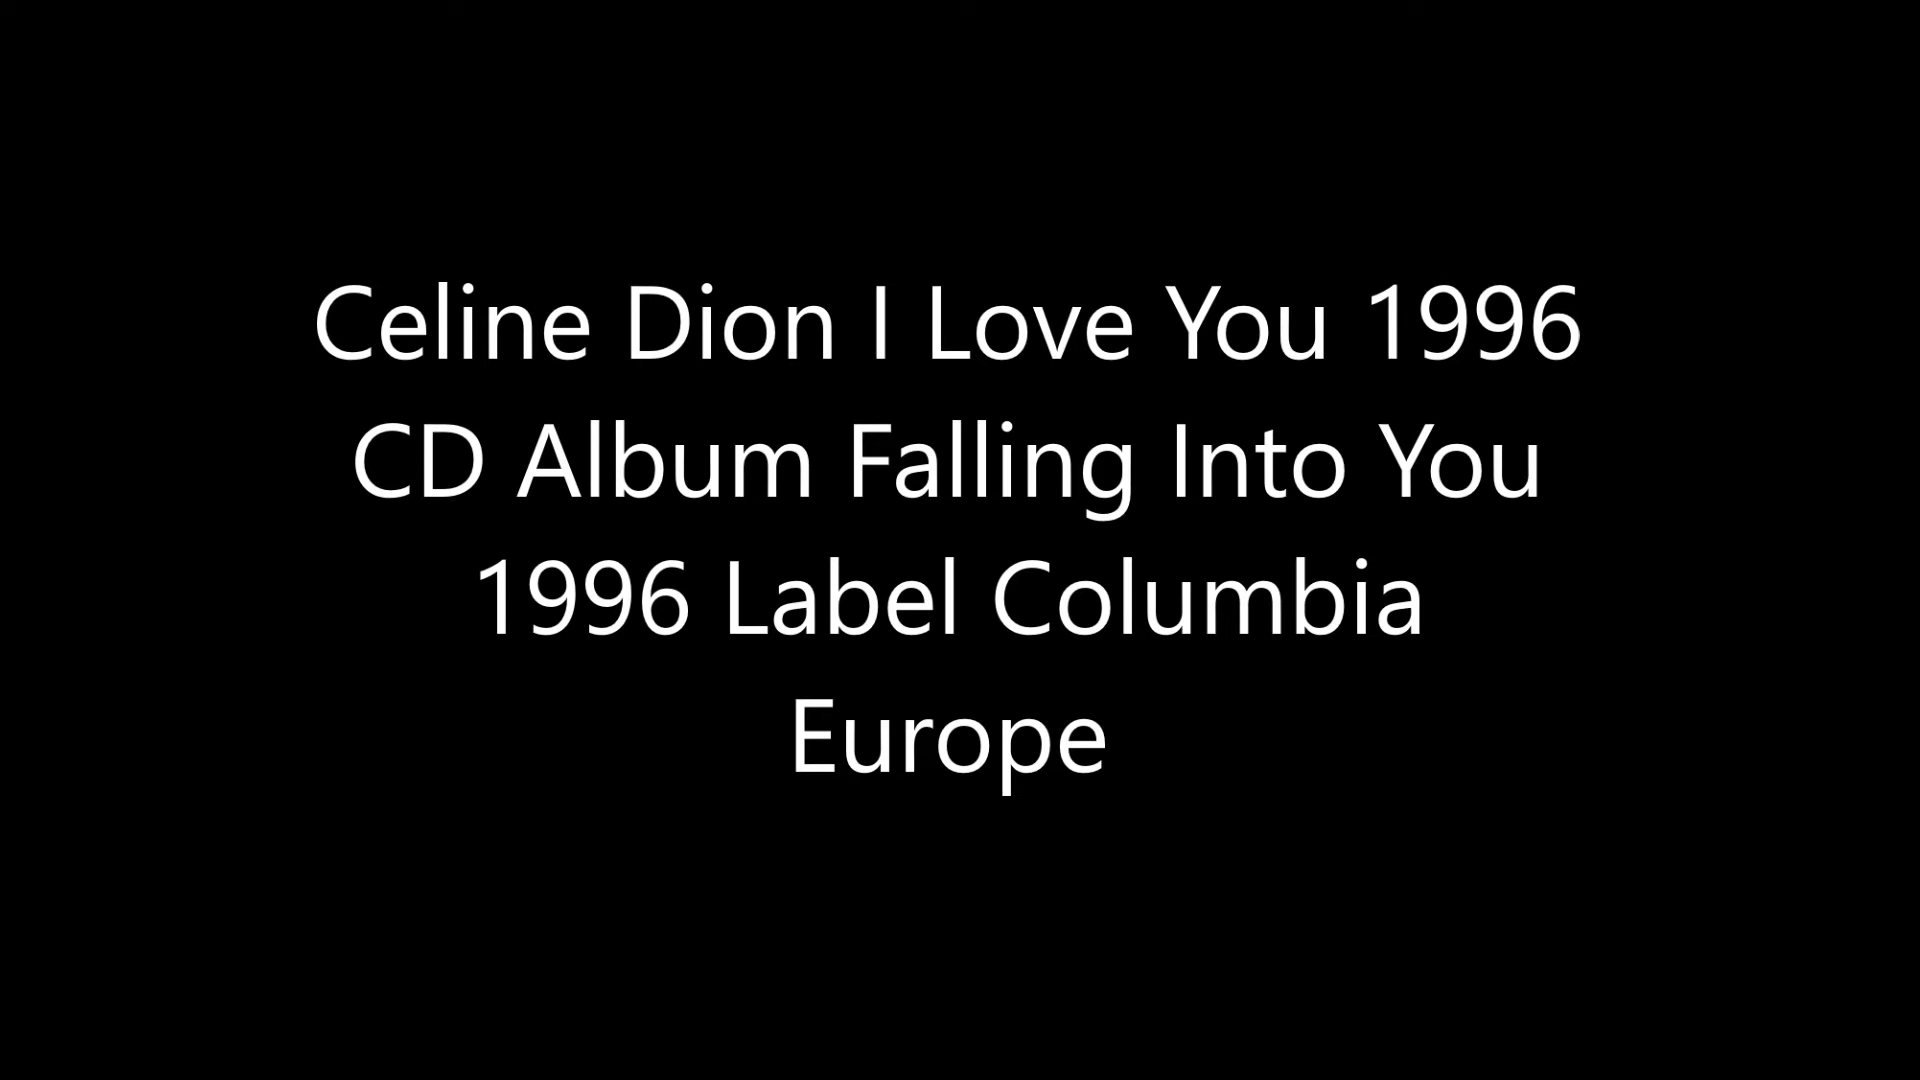 Celine Dion I Love You 1996
CD Album Falling Into You
1996 Label Columbia
Europe